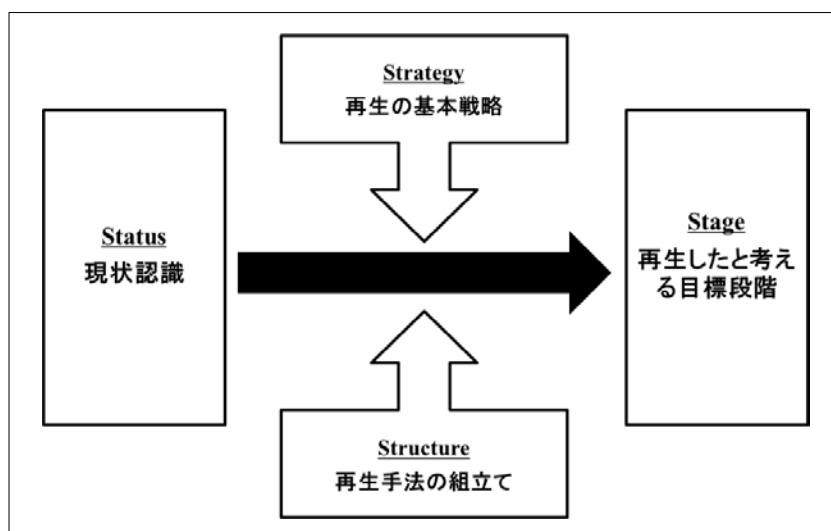 Strategy
再生の基本戦略
Status
現状認識
Stage
再生したと考え
る目標段階
Structure
再生手法の組立て